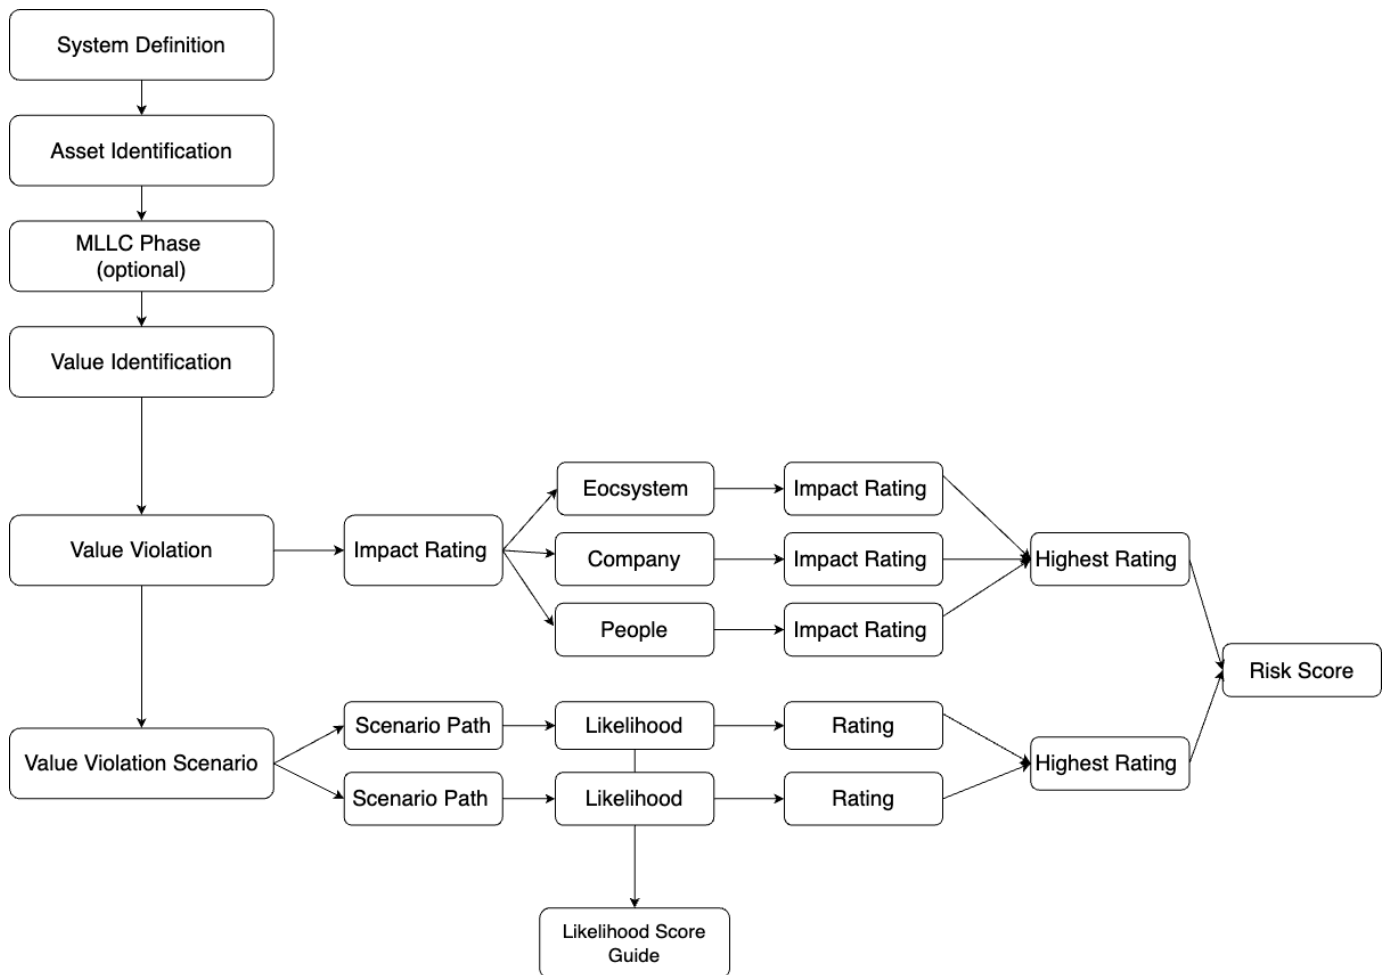 System Definition
Asset Identification
MLLC Phase
(optional)
Value Identification
Value Violation
Impact Rating
Eocsystem
Impact Rating
Company
Impact Rating
People
Impact Rating
Highest Rating
Risk Score
Value Violation Scenario
Scenario Path
Likelihood
Rating
Scenario Path
Likelihood
Rating
Highest Rating
Likelihood Score
Guide